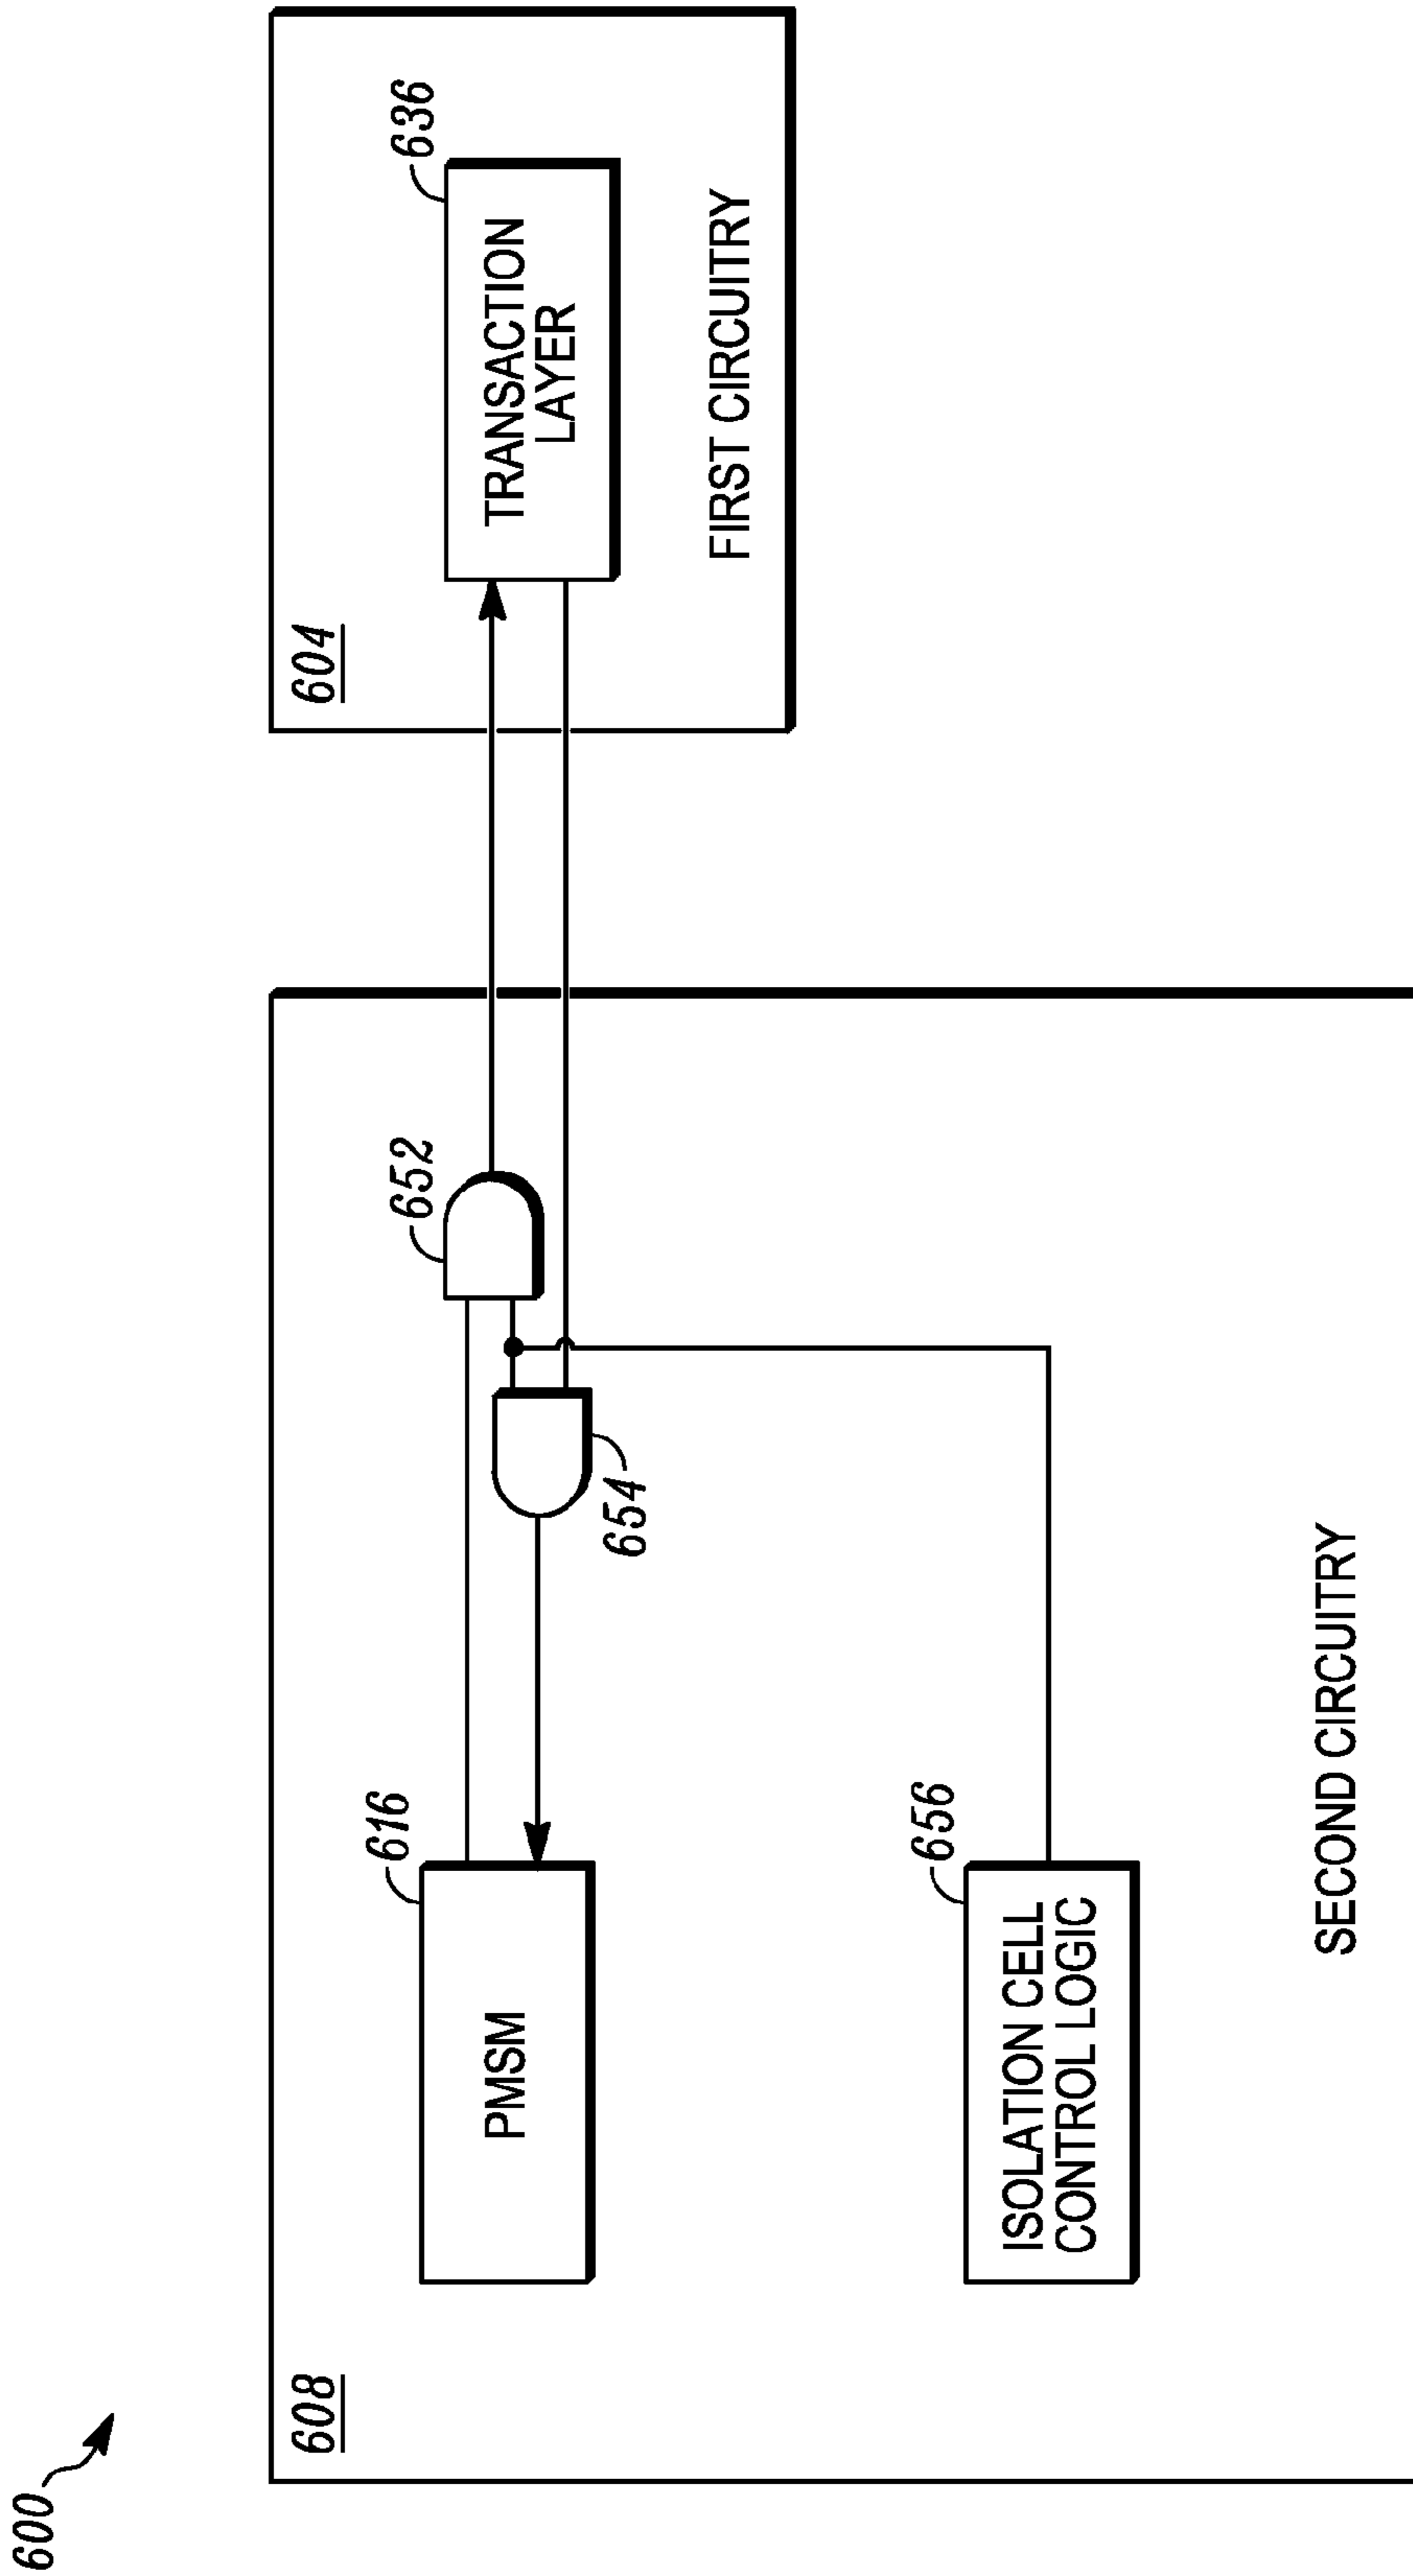 600
608
616
PMSM
652
654
656
ISOLATION CELL
CONTROL LOGIC
SECOND CIRCUITRY
604
636
TRANSACTION
LAYER
FIRST CIRCUITRY